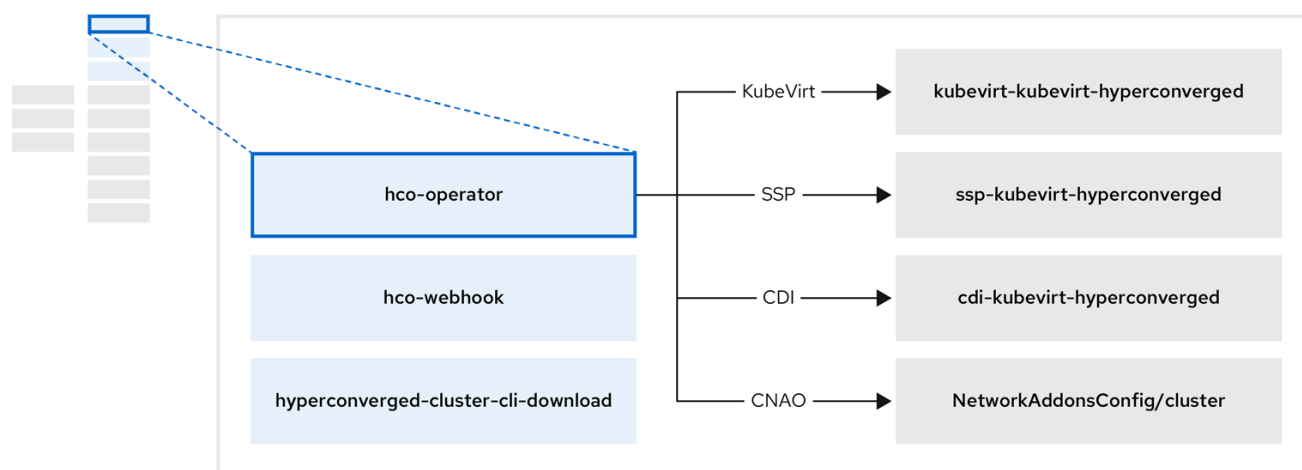 KubeVirt
kubevirt-kubevirt-hyperconverged
hco-operator
SSP
ssp-kubevirt-hyperconverged
hco-webhook
CDI
cdi-kubevirt-hyperconverged
hyperconverged-cluster-cli-download
CNAO
NetworkAddonsConfig/cluster